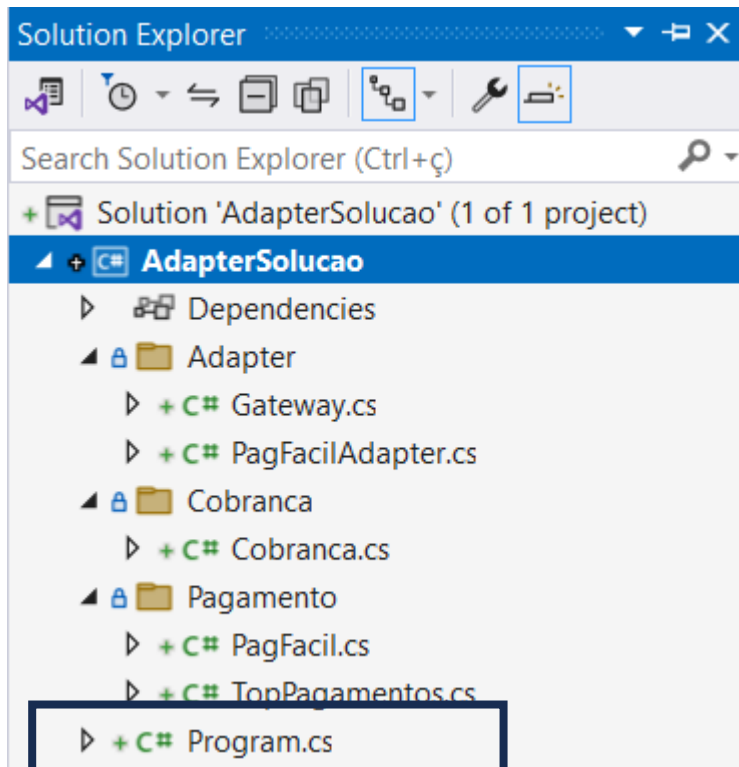 Solution Explorer
Search Solution Explorer (Ctrl+ç)
+ Solution 'AdapterSolucao' (1 of 1 project)
C# AdapterSolucao
Dependencies
Adapter
+ C# Gateway.cs
+ C# PagFacilAdapter.cs
Cobranca
+ C# Cobranca.cs
Pagamento
+ C# PagFacil.cs
+ C# TopPagamentos.cs
+ C# Program.cs